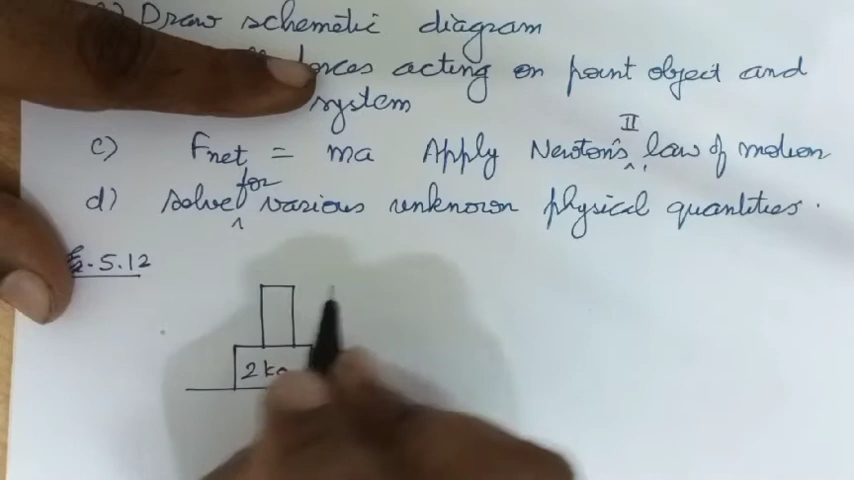 Draw schematic diagram
forces acting on point object and
system
II
c) Fnet = ma Apply Newton's ^ law of motion
for
d) solve ^ various unknown physical quantities.
Ex. 5.12
2 kg